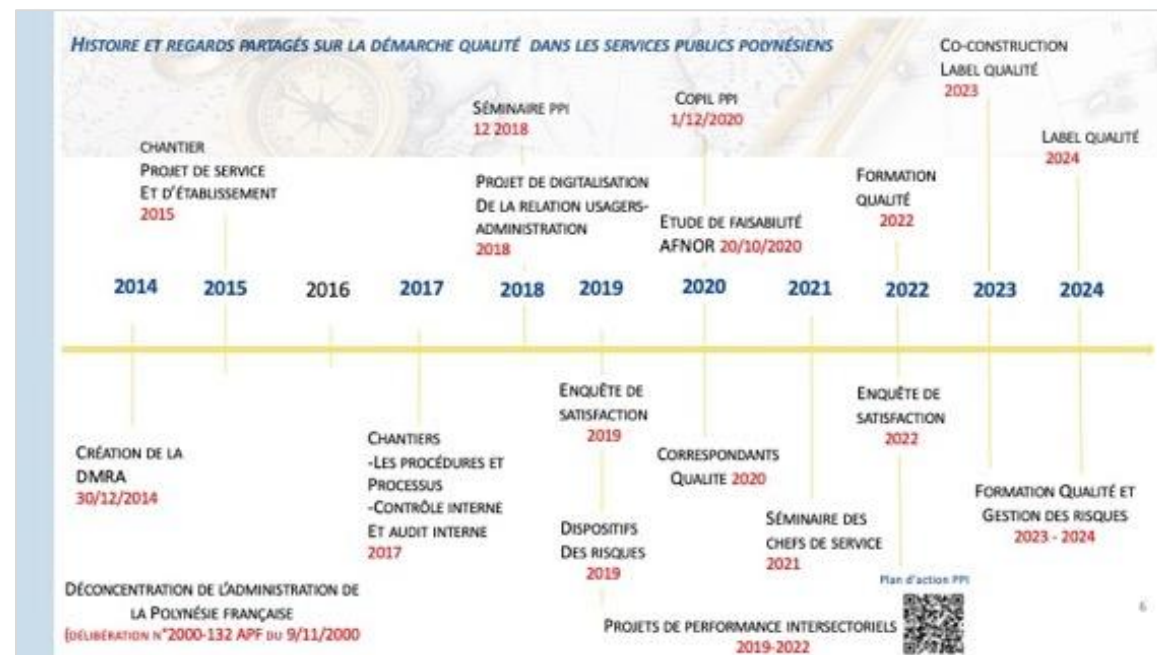 HISTOIRE ET REGARDS PARTAGÉS SUR LA DÉMARCHE QUALITÉ DANS LES SERVICES PUBLICS POLYNÉSIENS
CO-CONSTRUCTION
LABEL QUALITÉ
2023
SÉMINAIRE PPI
12 2018
COPIL PPI
1/12/2020
LABEL QUALITÉ
2024
CHANTIER
PROJET DE SERVICE
ET D'ÉTABLISSEMENT
2015
PROJET DE DIGITALISATION
DE LA RELATION USAGERS-
ADMINISTRATION
2018
ETUDE DE FAISABILITÉ
AFNOR 20/10/2020
FORMATION
QUALITÉ
2022
2014 2015 2016 2017 2018 2019 2020 2021 2022 2023 2024
CRÉATION DE LA
DMRA
30/12/2014
CHANTIERS
-LES PROCÉDURES ET
PROCESSUS
-CONTRÔLE INTERNE
ET AUDIT INTERNE
2017
ENQUÊTE DE
SATISFACTION
2019
DISPOSITIFS
DES RISQUES
2019
CORRESPONDANTS
QUALITE 2020
SÉMINAIRE DES
CHEFS DE SERVICE
2021
ENQUÊTE DE
SATISFACTION
2022
FORMATION QUALITÉ ET
GESTION DES RISQUES
2023 - 2024
DÉCONCENTRATION DE L'ADMINISTRATION DE
LA POLYNÉSIE FRANÇAISE
(DÉLIBÉRATION N°2000-132 APF DU 9/11/2000
Plan d'action PPI
PROJETS DE PERFORMANCE INTERSECTORIELS
2019-2022
6